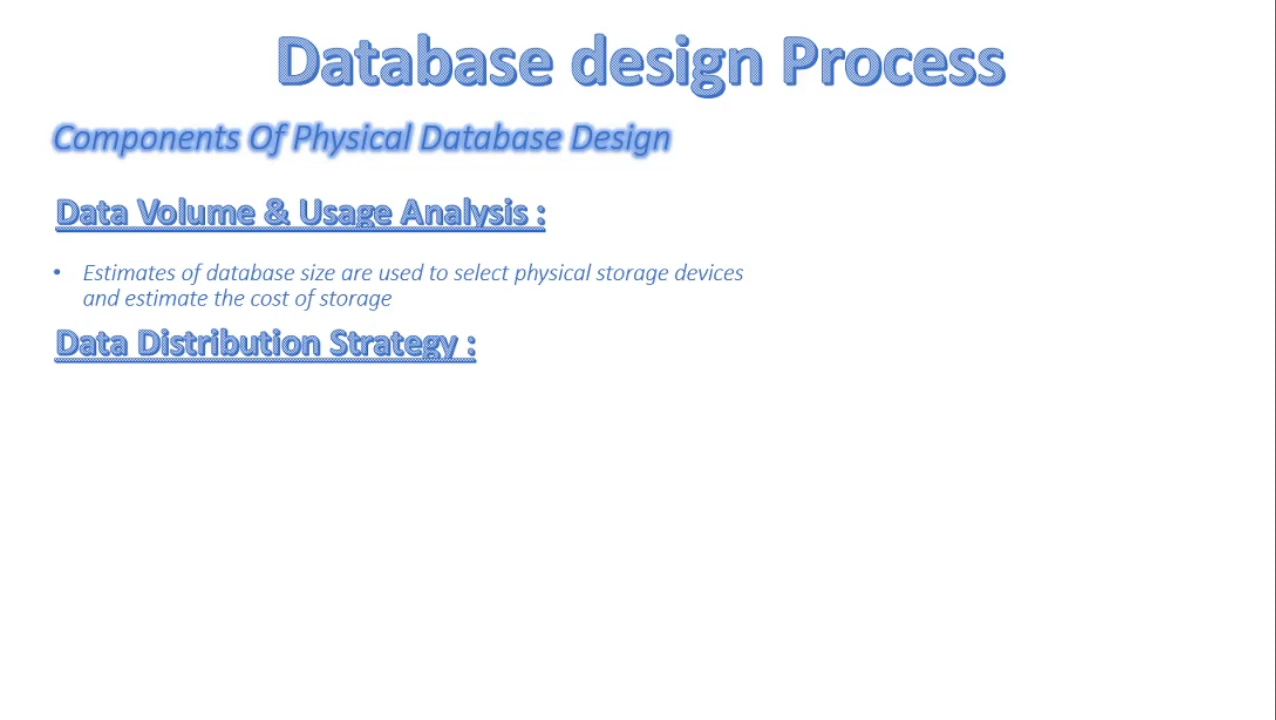 Database design Process
Components Of Physical Database Design
Data Volume & Usage Analysis :
• Estimates of database size are used to select physical storage devices
and estimate the cost of storage
Data Distribution Strategy :